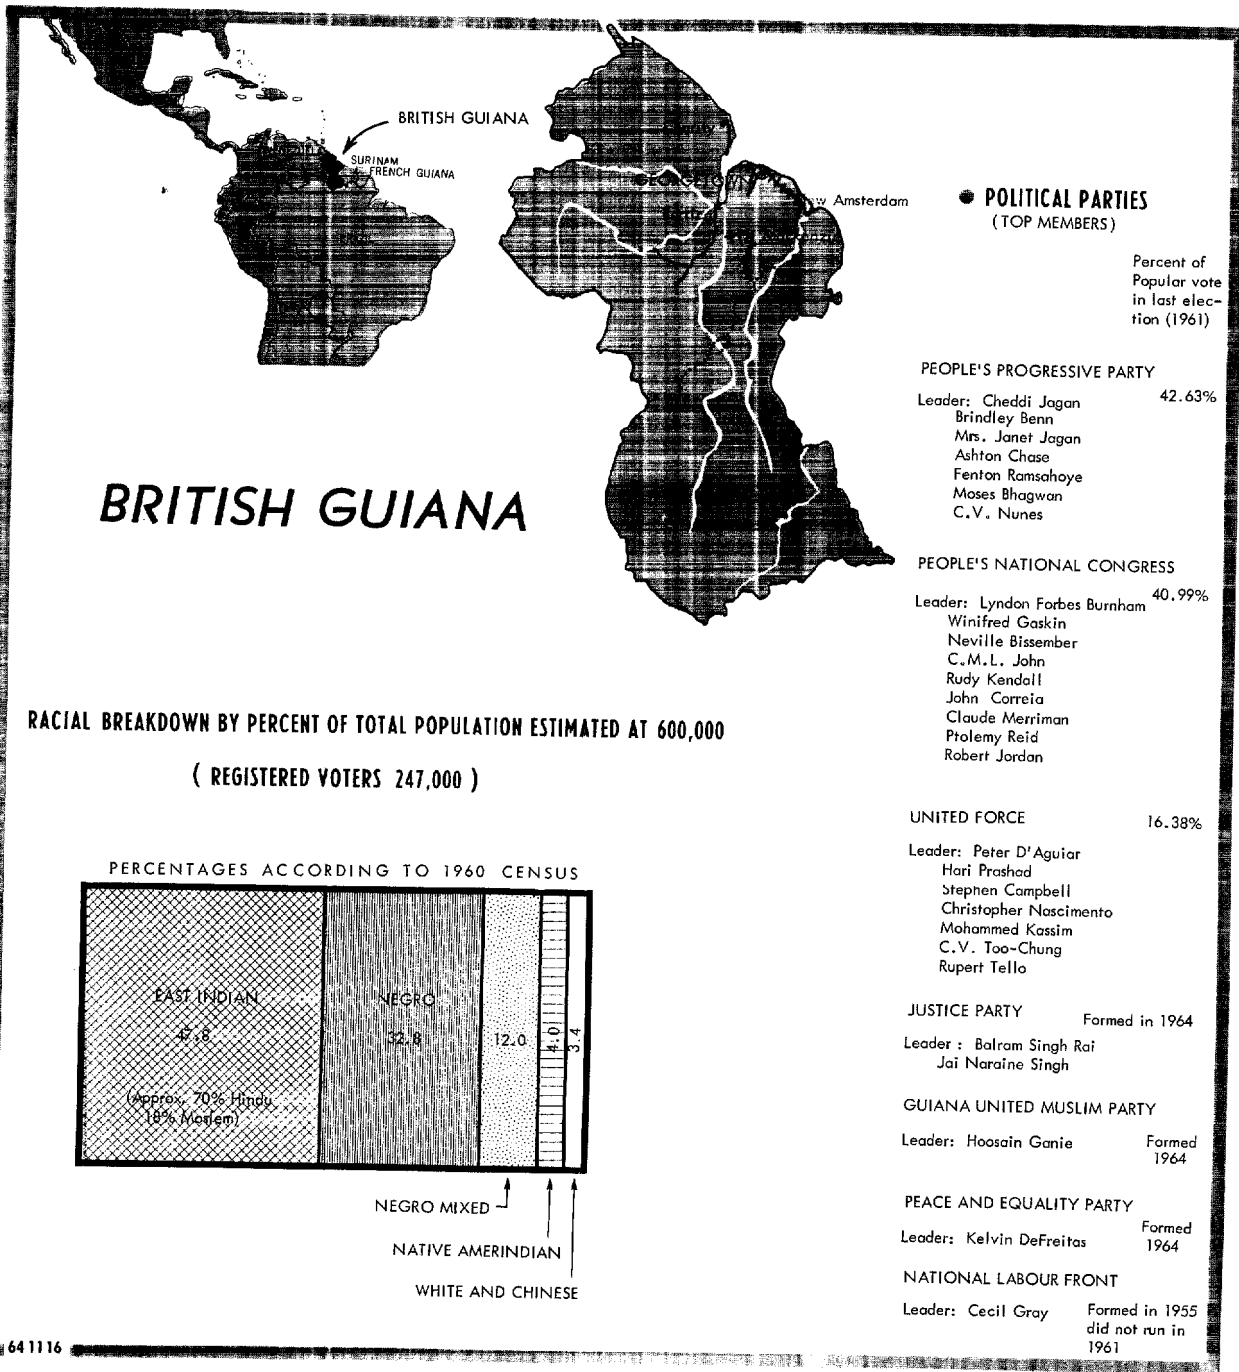 BRITISH GUIANA
SURINAM
FRENCH GUIANA
GEORGETOWN
Amsterdam
● POLITICAL PARTIES
(TOP MEMBERS)
Percent of
Popular vote
in last elec-
tion (1961)
PEOPLE'S PROGRESSIVE PARTY
42.63%
Leader: Cheddi Jagan
Brindley Benn
Mrs. Janet Jagan
Ashton Chase
Fenton Ramsahoye
Moses Bhagwan
C.V. Nunes
BRITISH GUIANA
PEOPLE'S NATIONAL CONGRESS
40.99%
Leader: Lyndon Forbes Burnham
Winifred Gaskin
Neville Bissember
C.M.L. John
Rudy Kendall
John Correia
Claude Merriman
Ptolemy Reid
Robert Jordan
RACIAL BREAKDOWN BY PERCENT OF TOTAL POPULATION ESTIMATED AT 600,000
( REGISTERED VOTERS 247,000 )
UNITED FORCE 16.38%
Leader: Peter D'Aguiar
Hari Prashad
Stephen Campbell
Christopher Nascimento
Mohammed Kassim
C.V. Too-Chung
Rupert Tello
PERCENTAGES ACCORDING TO 1960 CENSUS
EAST INDIAN
47.8
(Approx. 70% Hindu
18% Moslem)
NEGRO
32.8
12.0
4.0
3.4
NEGRO MIXED
NATIVE AMERINDIAN
WHITE AND CHINESE
JUSTICE PARTY Formed in 1964
Leader : Balram Singh Rai
Jai Naraine Singh
GUIANA UNITED MUSLIM PARTY
Leader: Hoosain Ganie Formed
1964
PEACE AND EQUALITY PARTY
Leader: Kelvin DeFreitas Formed
1964
NATIONAL LABOUR FRONT
Leader: Cecil Gray Formed in 1955
did not run in
1961
641116